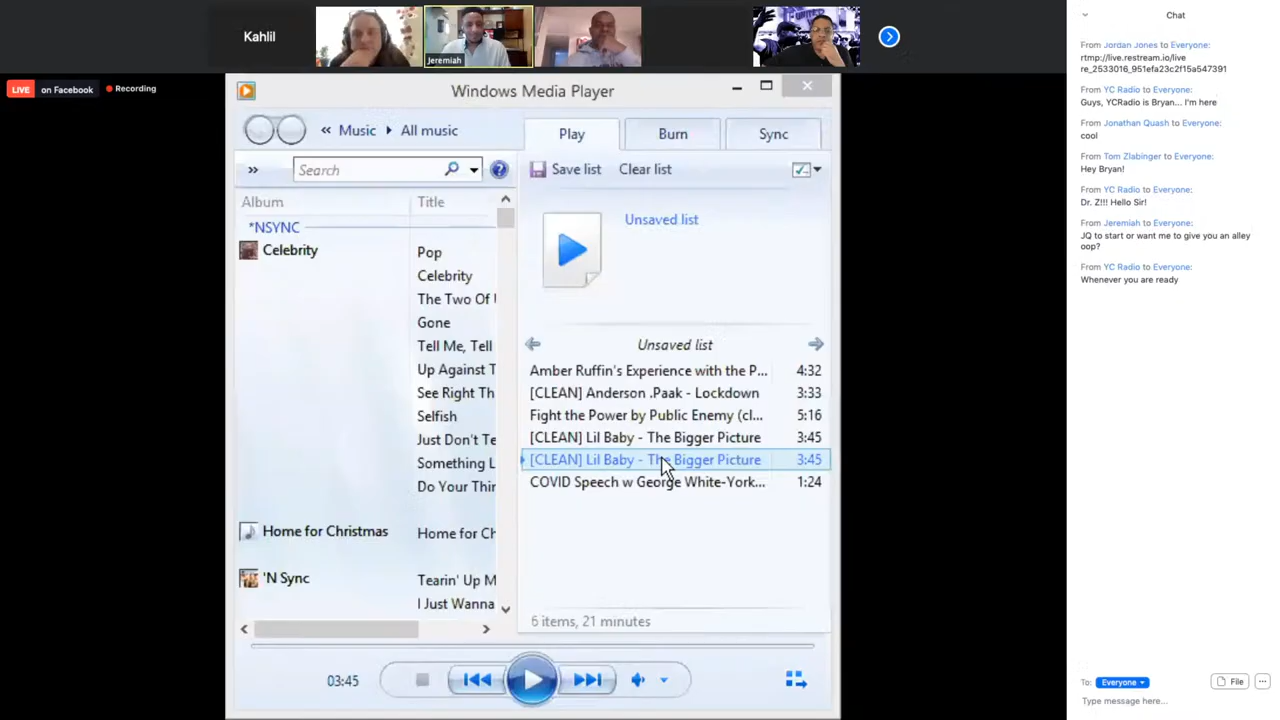 Kahlil
Jeremiah
LIVE on Facebook
Recording
Windows Media Player
« Music All music
Play
Burn
Sync
» Search
Save list
Clear list
Album
Title
*NSYNC
Celebrity
Pop
Celebrity
The Two Of
Gone
Tell Me, Tell
Up Against T
See Right Th
Selfish
Just Don't Te
Something L
Do Your Thin
Home for Christmas
Home for Ch
'N Sync
Tearin' Up M
I Just Wanna
Unsaved list
Unsaved list
Amber Ruffin's Experience with the P... 4:32
[CLEAN] Anderson .Paak - Lockdown 3:33
Fight the Power by Public Enemy (cl... 5:16
[CLEAN] Lil Baby - The Bigger Picture 3:45
[CLEAN] Lil Baby - The Bigger Picture 3:45
COVID Speech w George White-York... 1:24
6 items, 21 minutes
03:45
Chat
From Jordan Jones to Everyone:
rtmp://live.restream.io/live
re_2533016_951efa23c2f15a547391
From YC Radio to Everyone:
Guys, YCRadio is Bryan... I'm here
From Jonathan Quash to Everyone:
cool
From Tom Zlabinger to Everyone:
Hey Bryan!
From YC Radio to Everyone:
Dr. Z!!! Hello Sir!
From Jeremiah to Everyone:
JQ to start or want me to give you an alley
oop?
From YC Radio to Everyone:
Whenever you are ready
To: Everyone
File
Type message here...